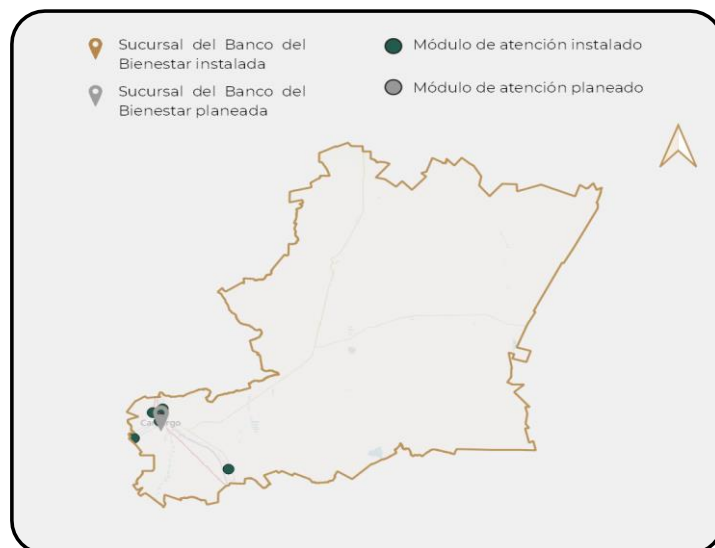 Sucursal del Banco del
Bienestar instalada
Sucursal del Banco del
Bienestar planeada
Módulo de atención instalado
Módulo de atención planeado